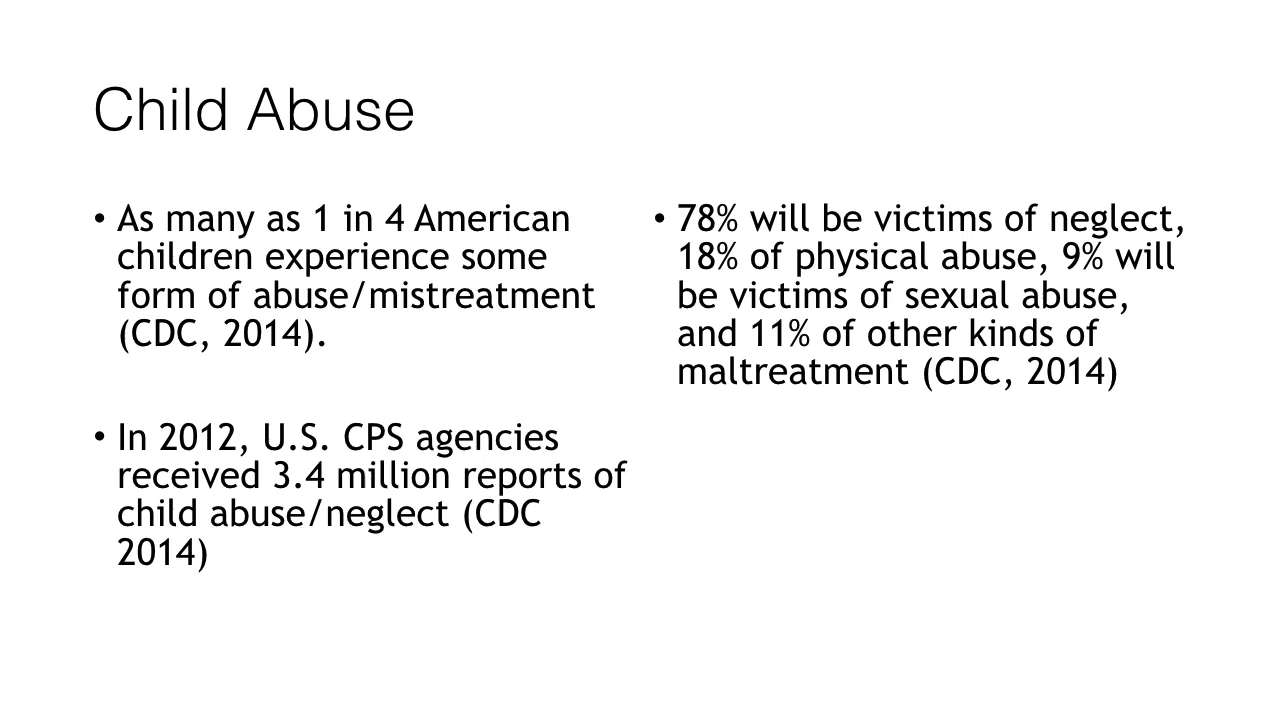 Child Abuse
• As many as 1 in 4 American
children experience some
form of abuse/mistreatment
(CDC, 2014).
• In 2012, U.S. CPS agencies
received 3.4 million reports of
child abuse/neglect (CDC
2014)
• 78% will be victims of neglect,
18% of physical abuse, 9% will
be victims of sexual abuse,
and 11% of other kinds of
maltreatment (CDC, 2014)